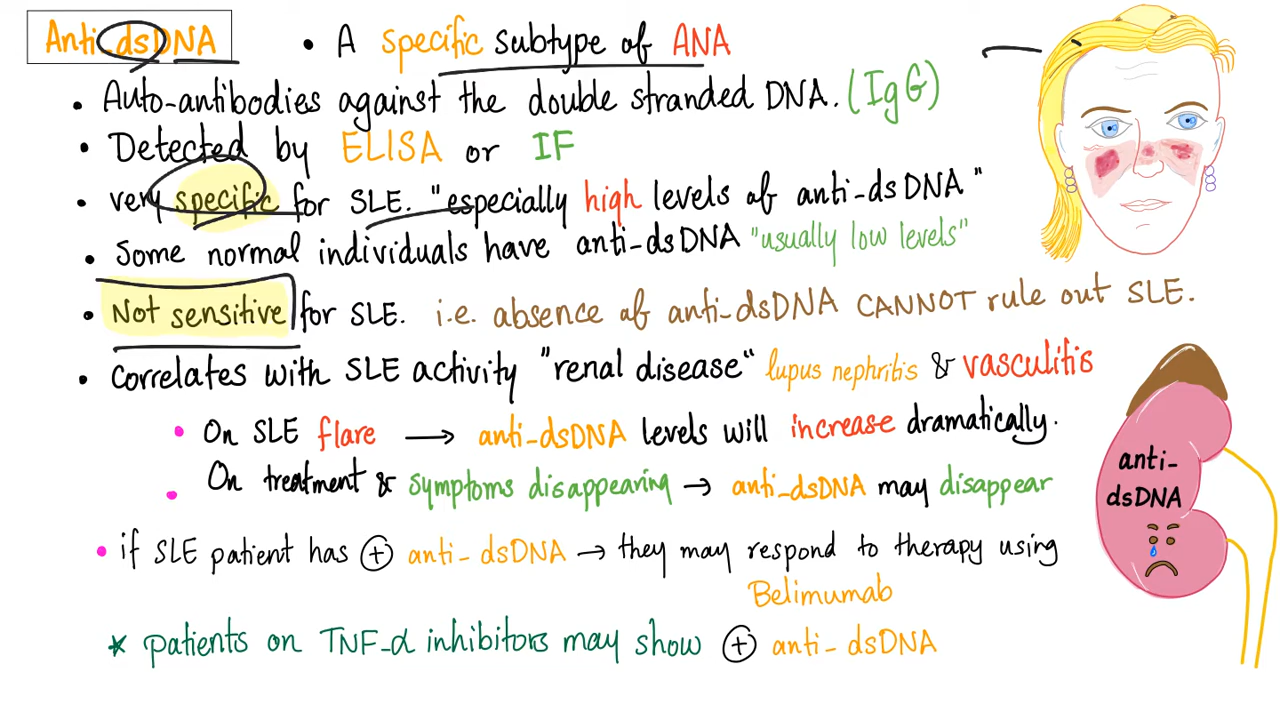 Anti-dsDNA
• A specific subtype of ANA
• Auto-antibodies against the double stranded DNA. (IgG)
• Detected by ELISA or IF
• very specific for SLE. "especially high levels of anti-dsDNA"
• Some normal individuals have anti-dsDNA "usually low levels"
• Not sensitive for SLE. i.e. absence of anti-dsDNA CANNOT rule out SLE.
• Correlates with SLE activity "renal disease" lupus nephritis & vasculitis
• On SLE flare → anti-dsDNA levels will increase dramatically.
• On treatment & symptoms disappearing → anti-dsDNA may disappear
• if SLE patient has ⊕ anti-dsDNA → they may respond to therapy using
Belimumab
* patients on TNF-α inhibitors may show ⊕ anti-dsDNA
anti-
dsDNA